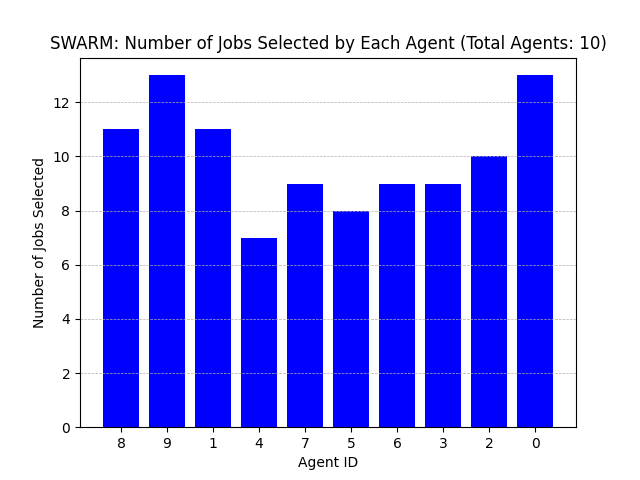 SWARM: Number of Jobs Selected by Each Agent (Total Agents: 10)
Number of Jobs Selected
12
10
8
6
4
2
0
8 9 1 4 7 5 6 3 2 0
Agent ID